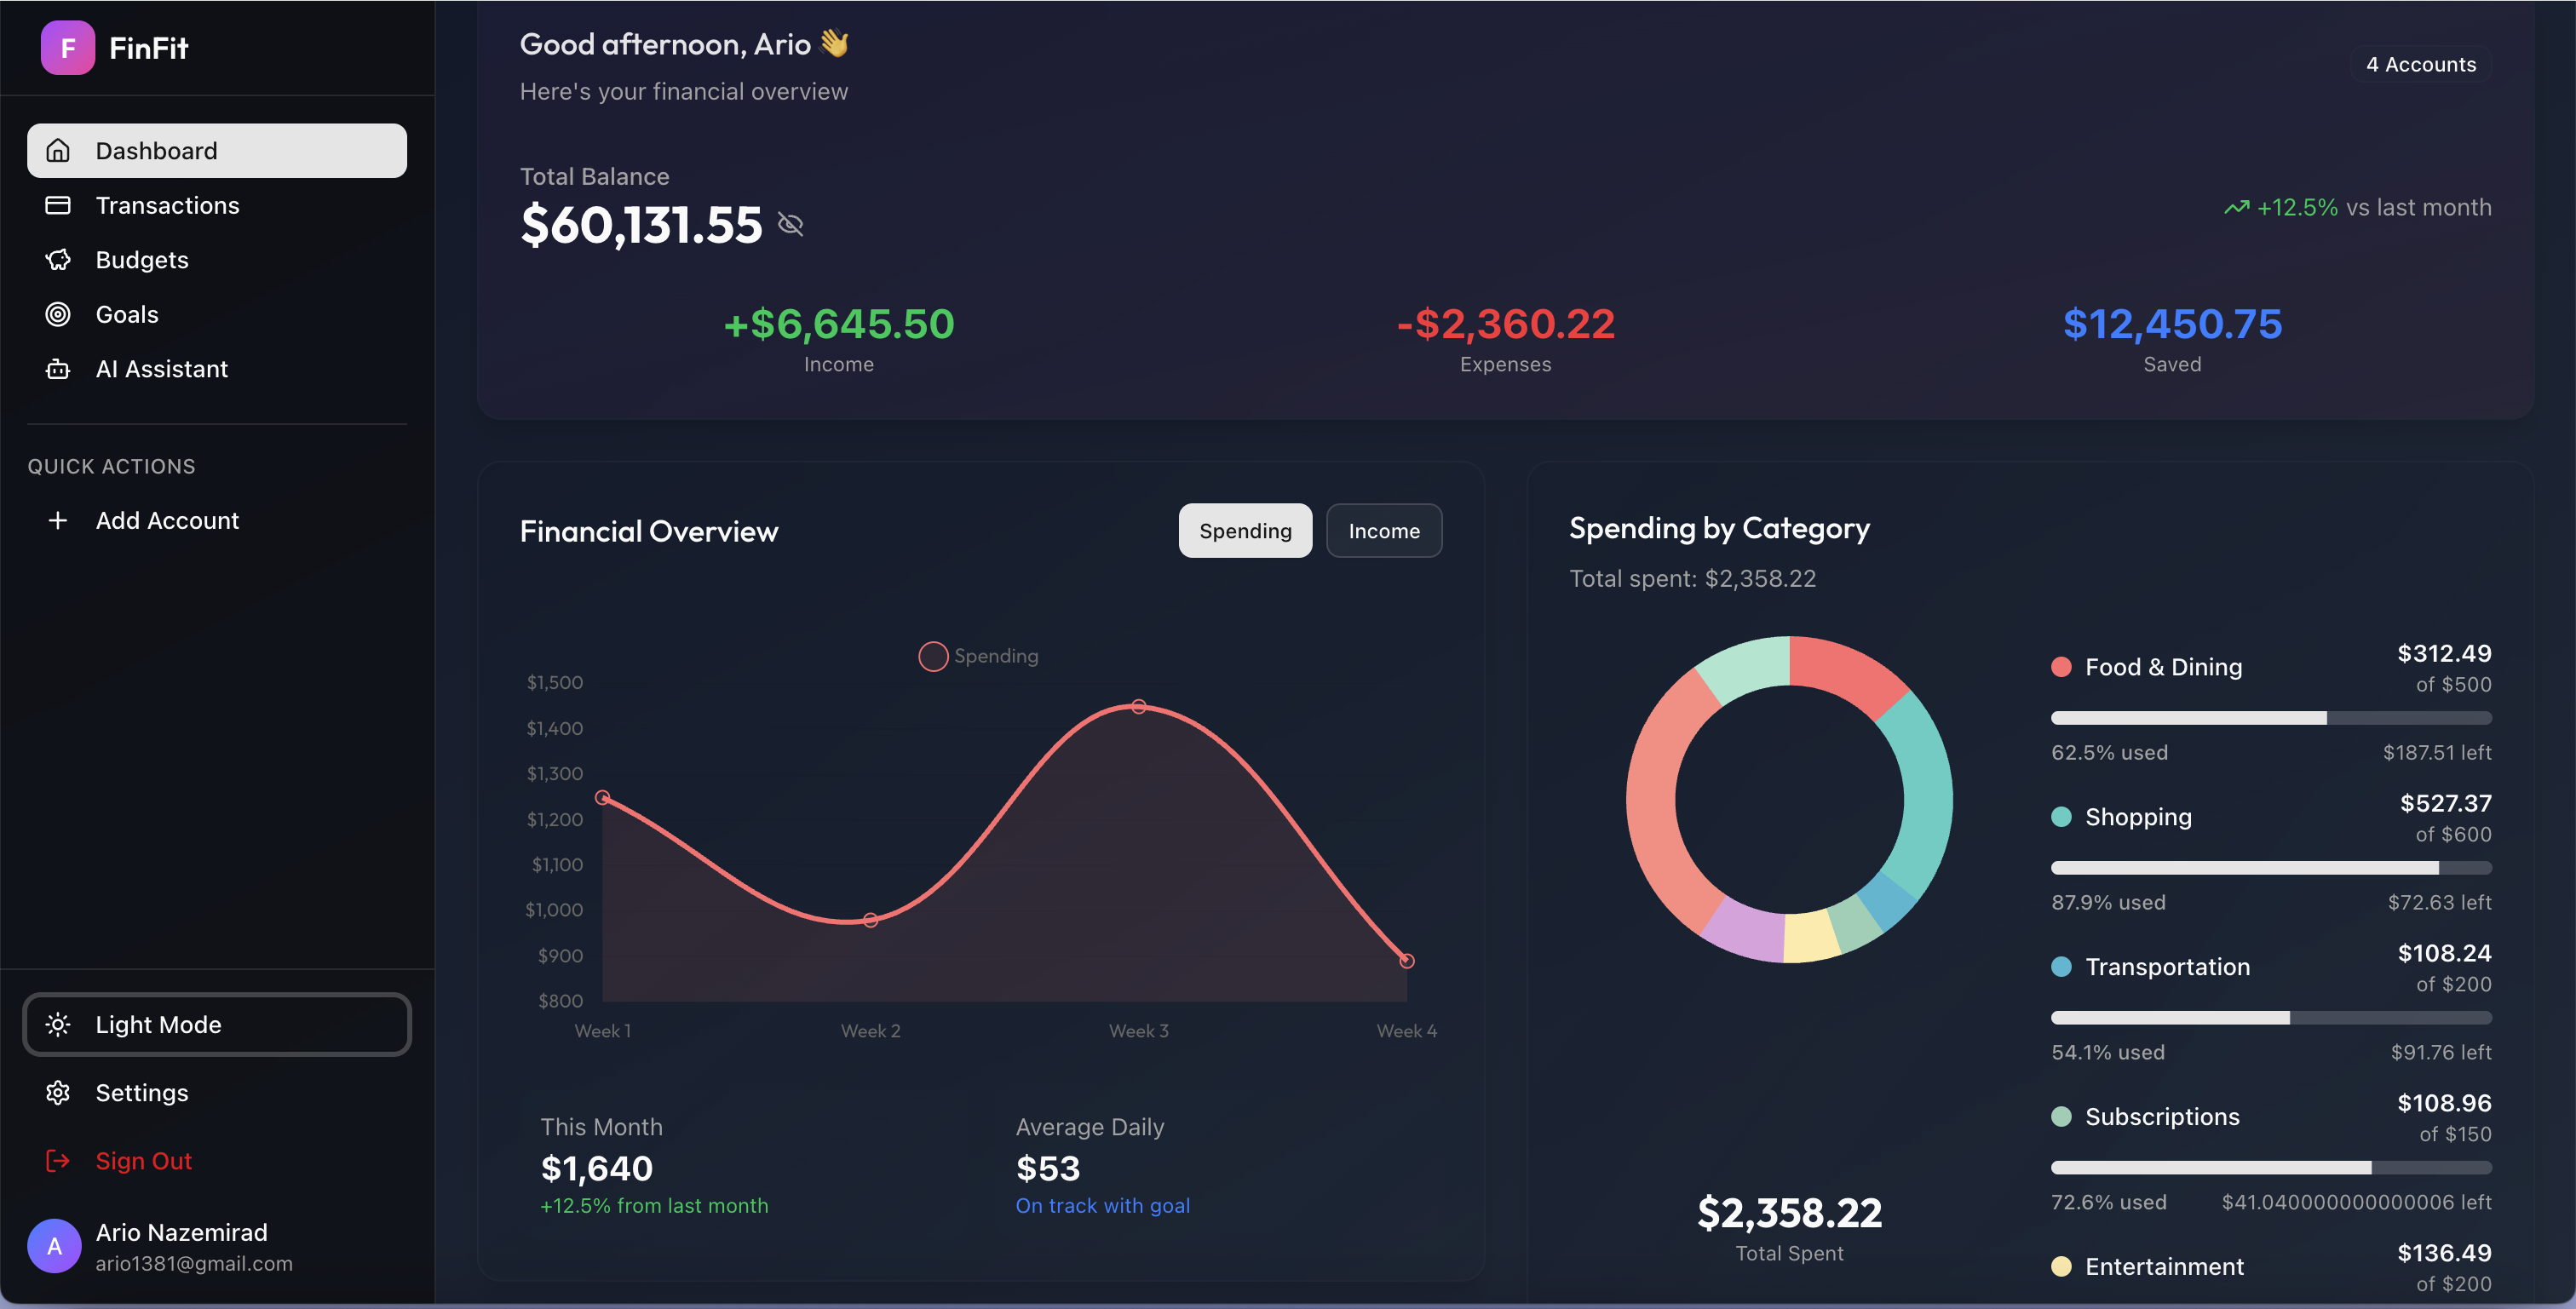 F FinFit
Dashboard
Transactions
Budgets
Goals
AI Assistant
QUICK ACTIONS
Add Account
Light Mode
Settings
Sign Out
A
Ario Nazemirad
ario1381@gmail.com
Good afternoon, Ario 👋
Here's your financial overview
4 Accounts
Total Balance
$60,131.55
+12.5% vs last month
+$6,645.50
Income
-$2,360.22
Expenses
$12,450.75
Saved
Financial Overview
Spending
Income
Spending
$1,500
$1,400
$1,300
$1,200
$1,100
$1,000
$900
$800
Week 1
Week 2
Week 3
Week 4
This Month
$1,640
+12.5% from last month
Average Daily
$53
On track with goal
Spending by Category
Total spent: $2,358.22
$2,358.22
Total Spent
Food & Dining
$312.49
of $500
62.5% used
$187.51 left
Shopping
$527.37
of $600
87.9% used
$72.63 left
Transportation
$108.24
of $200
54.1% used
$91.76 left
Subscriptions
$108.96
of $150
72.6% used
$41.040000000000006 left
Entertainment
$136.49
of $200